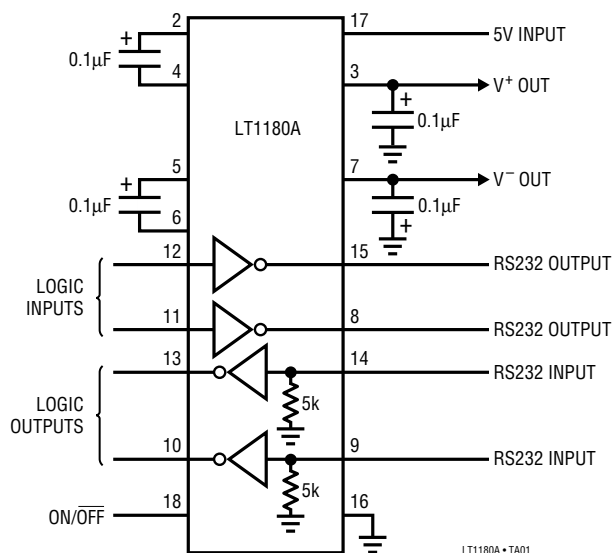 2
17
5V INPUT
+
0.1µF
4
3
V+ OUT
+
0.1µF
LT1180A
5
7
V− OUT
+
0.1µF
6
0.1µF
+
12
15
RS232 OUTPUT
LOGIC
INPUTS
11
8
RS232 OUTPUT
13
14
RS232 INPUT
5k
LOGIC
OUTPUTS
10
9
RS232 INPUT
5k
18
16
ON/OFF
LT1180A • TA01